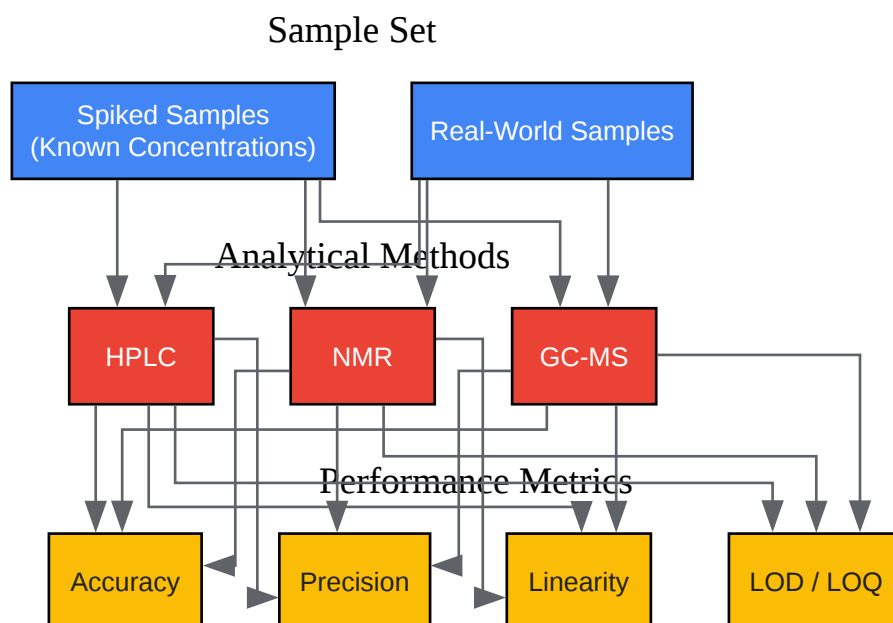 Sample Set
Spiked Samples
(Known Concentrations)
Real-World Samples
Analytical Methods
HPLC
NMR
GC-MS
Performance Metrics
Accuracy
Precision
Linearity
LOD / LOQ